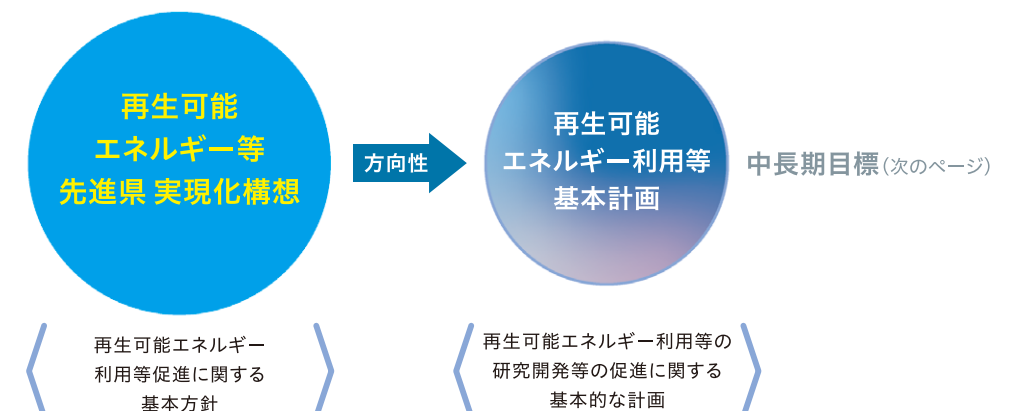 再生可能
エネルギー等
先進県 実現化構想
方向性
再生可能
エネルギー利用等
基本計画
中長期目標(次のページ)
再生可能エネルギー
利用等促進に関する
基本方針
再生可能エネルギー利用等の
研究開発等の促進に関する
基本的な計画